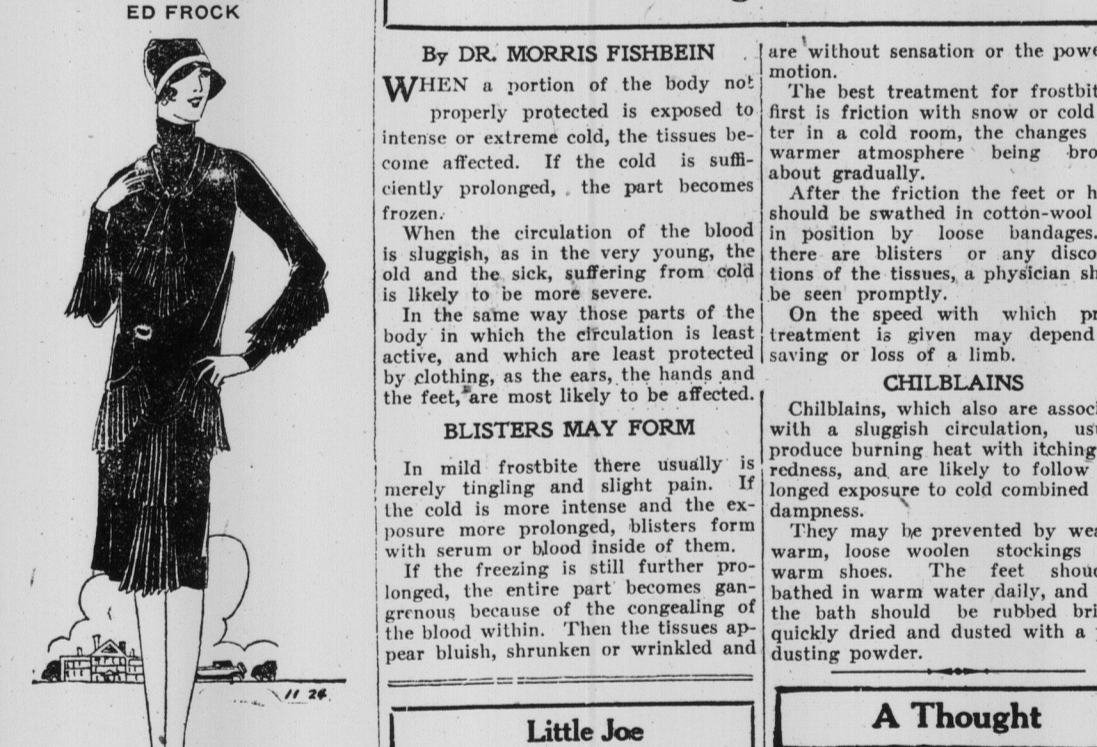 ED FROCK
11 24
By DR. MORRIS FISHBEIN
WHEN a portion of the body not
properly protected is exposed to
intense or extreme cold, the tissues be-
come affected. If the cold is suffi-
ciently prolonged, the part becomes
frozen.
When the circulation of the blood
is sluggish, as in the very young, the
old and the sick, suffering from cold
is likely to be more severe.
In the same way those parts of the
body in which the circulation is least
active, and which are least protected
by clothing, as the ears, the hands and
the feet, are most likely to be affected.
BLISTERS MAY FORM
In mild frostbite there usually is
merely tingling and slight pain. If
the cold is more intense and the ex-
posure more prolonged, blisters form
with serum or blood inside of them.
If the freezing is still further pro-
longed, the entire part becomes gan-
grenous because of the congealing of
the blood within. Then the tissues ap-
pear bluish, shrunken or wrinkled and
Little Joe
are without sensation or the powe
motion.
The best treatment for frostbit
first is friction with snow or cold
ter in a cold room, the changes
warmer atmosphere being bro
about gradually.
After the friction the feet or h
should be swathed in cotton-wool
in position by loose bandages.
there are blisters or any disco
tions of the tissues, a physician sh
be seen promptly.
On the speed with which pr
treatment is given may depend
saving or loss of a limb.
CHILBLAINS
Chilblains, which also are associ
with a sluggish circulation, usu
produce burning heat with itching
redness, and are likely to follow
longed exposure to cold combined
dampness.
They may be prevented by wea
warm, loose woolen stockings
warm shoes. The feet shou
bathed in warm water daily, and
the bath should be rubbed bri
quickly dried and dusted with a
dusting powder.
A Thought